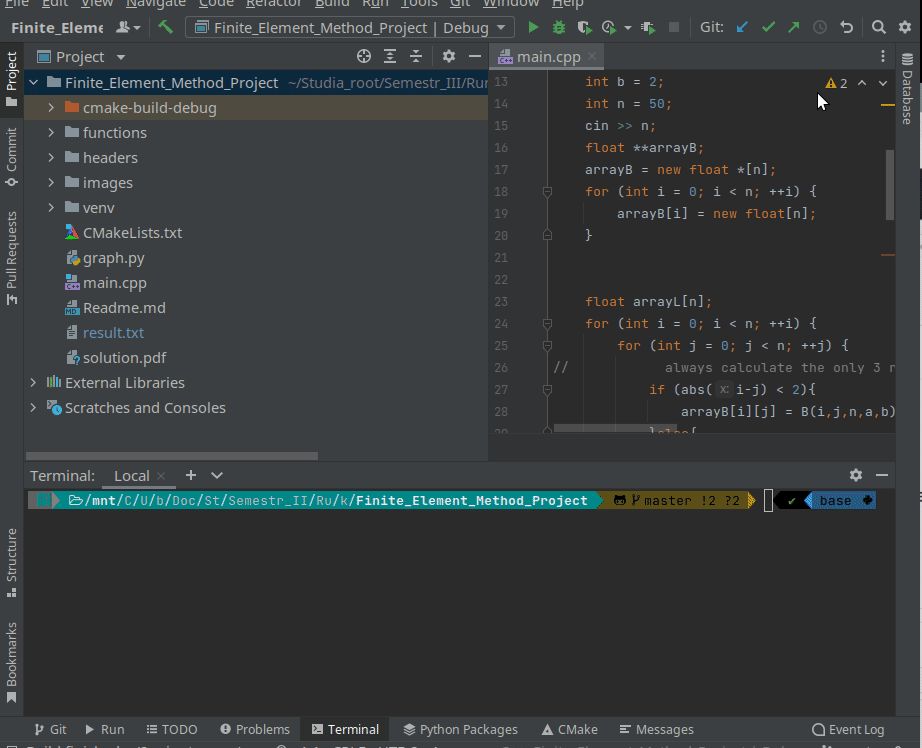 File Edit View Navigate Code Refactor Build Run Tools Git Window Help
Finite_Eleme Finite_Element_Method_Project | Debug Git:
Project
Commit
Pull Requests
Structure
Bookmarks
Project
Finite_Element_Method_Project ~/Studia_root/Semestr_III/Rur
cmake-build-debug
functions
headers
images
venv
CMakeLists.txt
graph.py
main.cpp
Readme.md
result.txt
solution.pdf
External Libraries
Scratches and Consoles
main.cpp
Database
2
13 int b = 2;
14 int n = 50;
15 cin >> n;
16 float **arrayB;
17 arrayB = new float *[n];
18 for (int i = 0; i < n; ++i) {
19 arrayB[i] = new float[n];
20 }
21
22
23 float arrayL[n];
24 for (int i = 0; i < n; ++i) {
25 for (int j = 0; j < n; ++j) {
26 // always calculate the only 3 n
27 if (abs( x: i-j) < 2){
28 arrayB[i][j] = B(i,j,n,a,b)
29 }else{
Terminal: Local
/mnt/C/U/b/Doc/St/Semestr_II/Ru/k/Finite_Element_Method_Project master !2 ?2 ✔ base
Git Run TODO Problems Terminal Python Packages CMake Messages Event Log